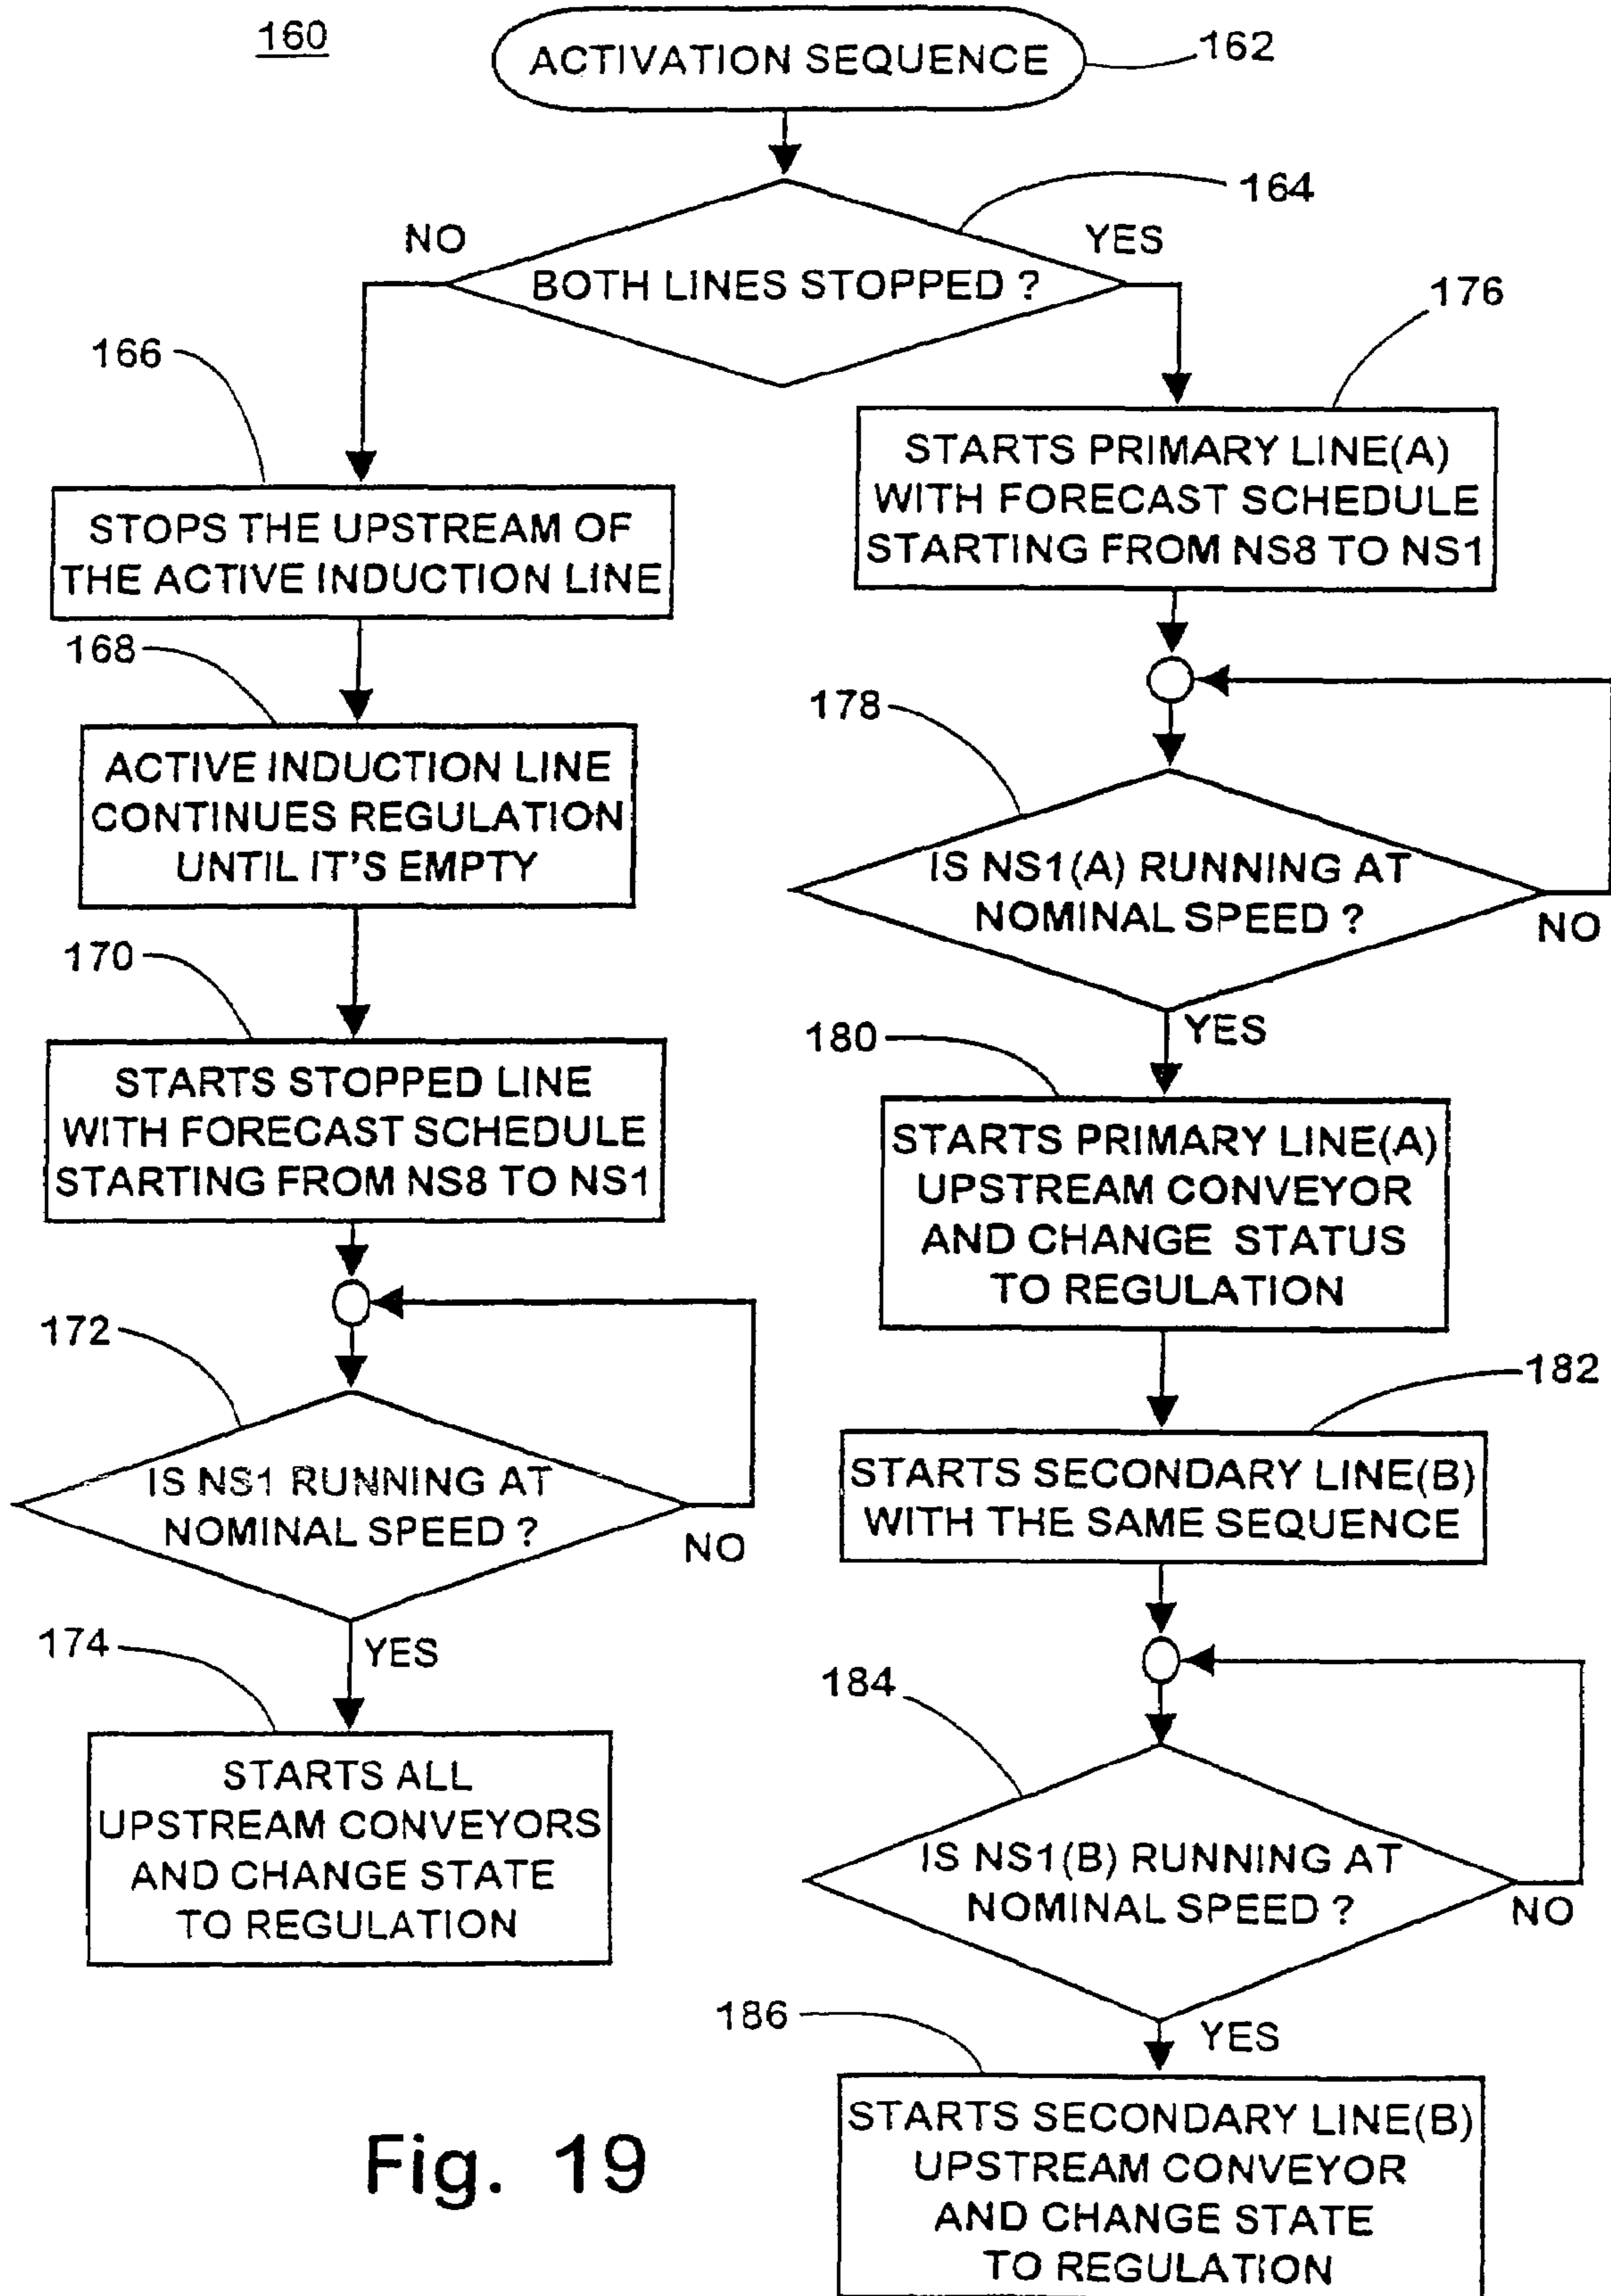 160
ACTIVATION SEQUENCE
162
164
NO
YES
BOTH LINES STOPPED ?
176
166
STARTS PRIMARY LINE(A)
WITH FORECAST SCHEDULE
STARTING FROM NS8 TO NS1
STOPS THE UPSTREAM OF
THE ACTIVE INDUCTION LINE
168
178
ACTIVE INDUCTION LINE
CONTINUES REGULATION
UNTIL IT'S EMPTY
IS NS1(A) RUNNING AT
NOMINAL SPEED ?
NO
170
YES
180
STARTS STOPPED LINE
WITH FORECAST SCHEDULE
STARTING FROM NS8 TO NS1
STARTS PRIMARY LINE(A)
UPSTREAM CONVEYOR
AND CHANGE STATUS
TO REGULATION
172
182
IS NS1 RUNNING AT
NOMINAL SPEED ?
NO
STARTS SECONDARY LINE(B)
WITH THE SAME SEQUENCE
174
YES
184
STARTS ALL
UPSTREAM CONVEYORS
AND CHANGE STATE
TO REGULATION
IS NS1(B) RUNNING AT
NOMINAL SPEED ?
NO
186
YES
STARTS SECONDARY LINE(B)
UPSTREAM CONVEYOR
AND CHANGE STATE
TO REGULATION
Fig. 19